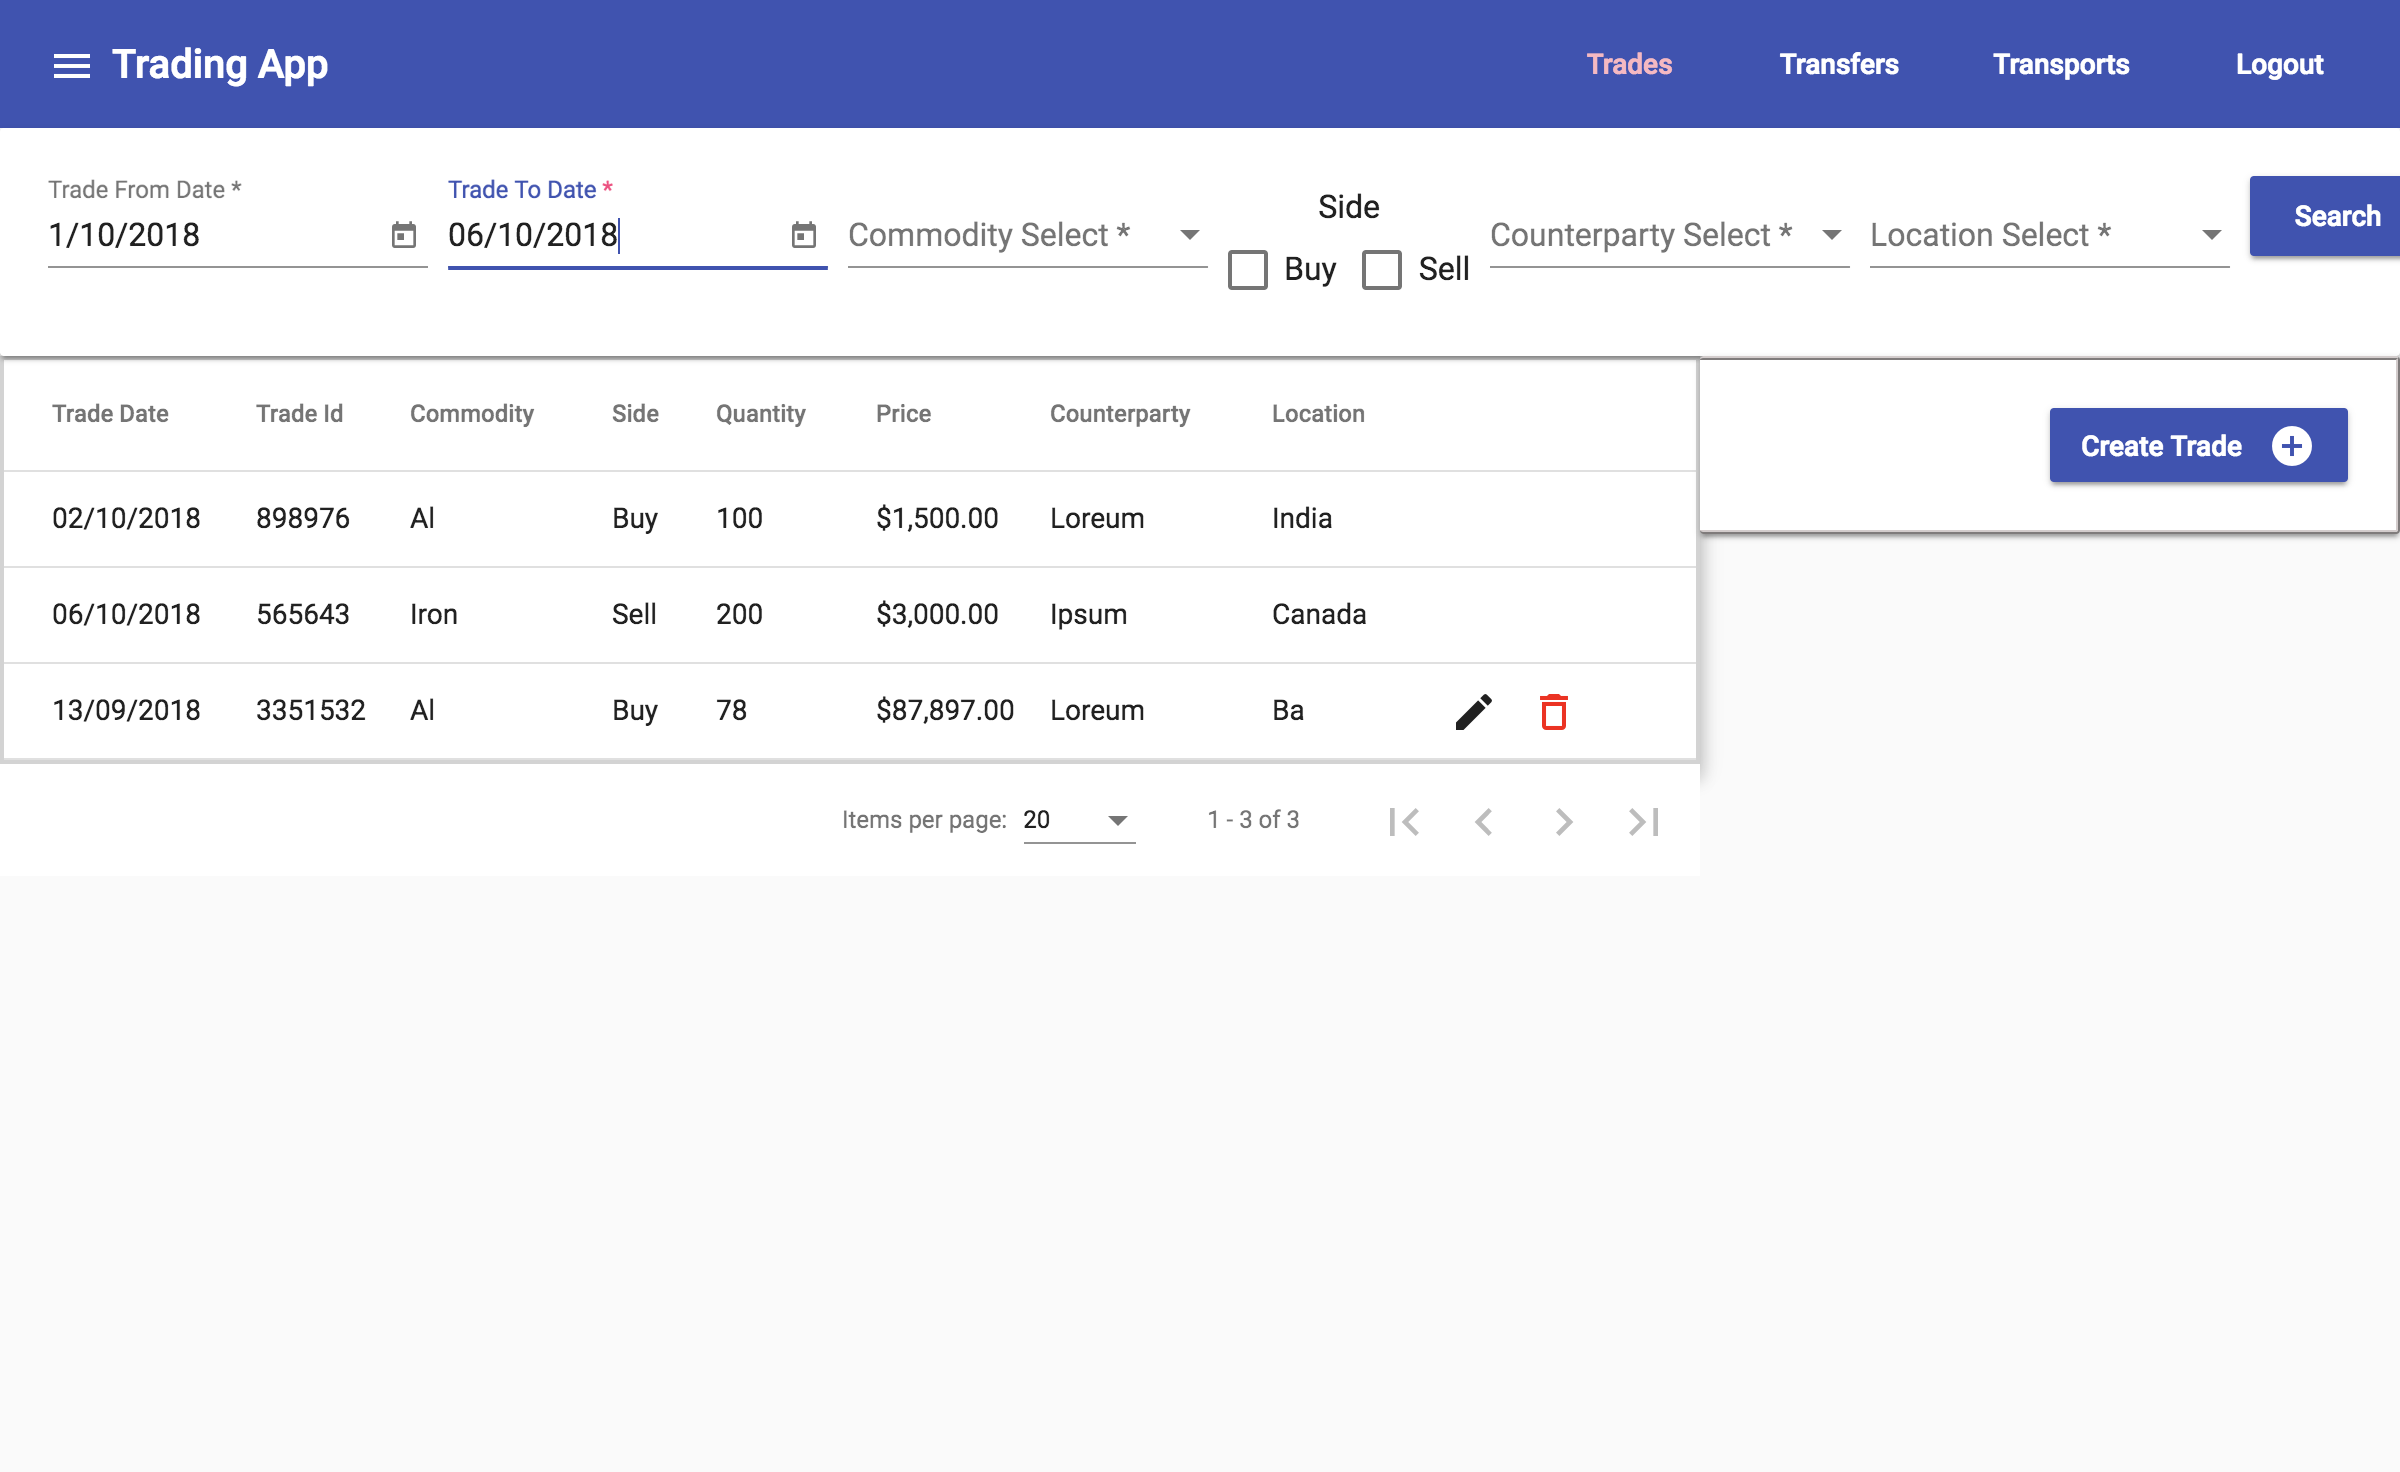 Trading App Trades Transfers Transports Logout
Trade From Date * Trade To Date *
1/10/2018 06/10/2018 Commodity Select * Side Counterparty Select * Location Select * Search
Buy Sell
Trade Date Trade Id Commodity Side Quantity Price Counterparty Location
Create Trade
02/10/2018 898976 Al Buy 100 $1,500.00 Loreum India
06/10/2018 565643 Iron Sell 200 $3,000.00 Ipsum Canada
13/09/2018 3351532 Al Buy 78 $87,897.00 Loreum Ba
Items per page: 20 1 - 3 of 3